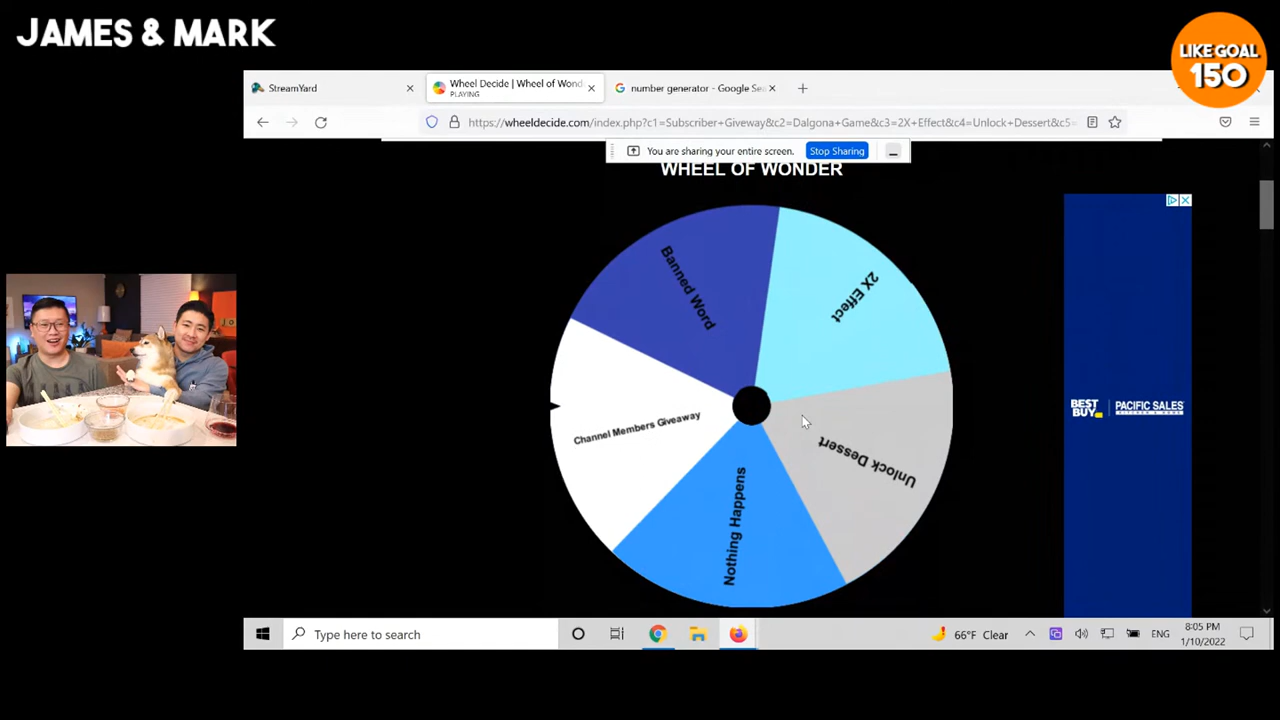 JAMES & MARK
LIKE GOAL
150
StreamYard
Wheel Decide | Wheel of Wond
PLAYING
number generator - Google Sea
https://wheeldecide.com/index.php?c1=Subscriber+Giveway&c2=Dalgona+Game&c3=2X+Effect&c4=Unlock+Dessert&c5=
You are sharing your entire screen.
Stop Sharing
WHEEL OF WONDER
Banned Word
2X Effect
Channel Members Giveaway
Unlock Dessert
Nothing Happens
BEST BUY
PACIFIC SALES
Type here to search
66°F Clear
ENG
8:05 PM
1/10/2022